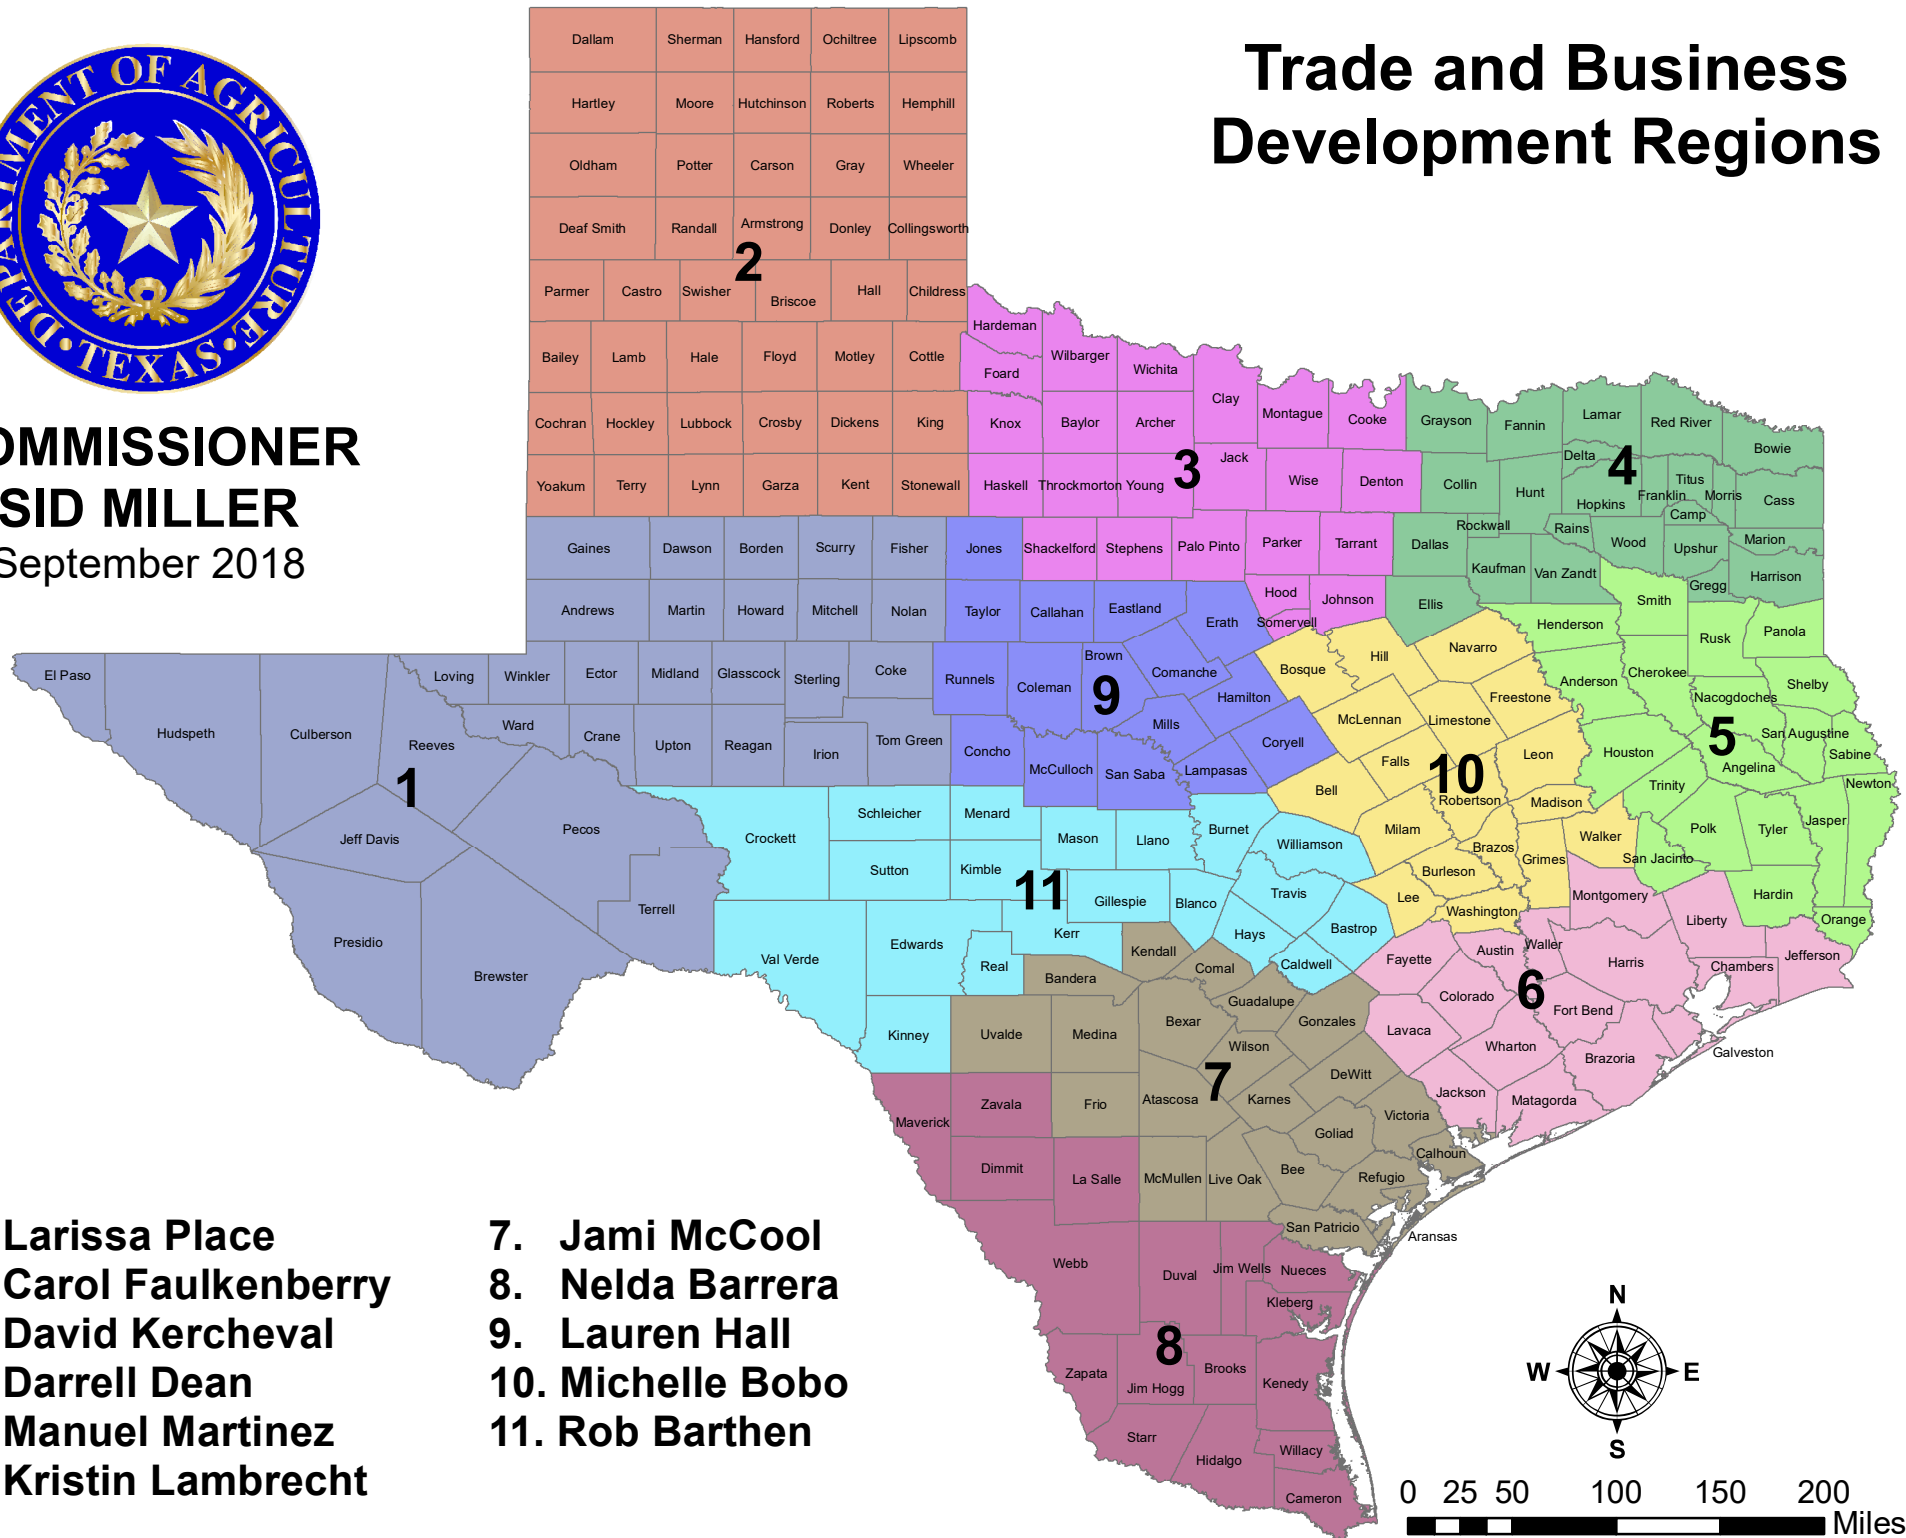 Trade and Business
Development Regions
DEPARTMENT OF AGRICULTURE
TEXAS
OMMISSIONER
SID MILLER
September 2018
Dallam Sherman Hansford Ochiltree Lipscomb
Hartley Moore Hutchinson Roberts Hemphill
Oldham Potter Carson Gray Wheeler
Deaf Smith Randall Armstrong Donley Collingsworth
2
Parmer Castro Swisher Briscoe Hall Childress
Hardeman
Bailey Lamb Hale Floyd Motley Cottle Foard Wilbarger Wichita
Clay Montague Cooke Grayson Fannin Lamar Red River Bowie
Cochran Hockley Lubbock Crosby Dickens King Knox Baylor Archer
3 Jack Delta 4
Yoakum Terry Lynn Garza Kent Stonewall Haskell Throckmorton Young Wise Denton Collin Hunt Hopkins Franklin Titus Morris Cass
Camp
Gaines Dawson Borden Scurry Fisher Jones Shackelford Stephens Palo Pinto Parker Tarrant Dallas Rockwall Rains Wood Upshur Marion
Kaufman Van Zandt Gregg Harrison
Andrews Martin Howard Mitchell Nolan Taylor Callahan Eastland Erath Hood Somervell Johnson Ellis Henderson Smith Rusk Panola
El Paso Loving Winkler Ector Midland Glasscock Sterling Coke Runnels Coleman Brown Comanche Hamilton Bosque Hill Navarro Anderson Cherokee Shelby
9
Hudspeth Culberson Reeves Ward Crane Upton Reagan Irion Tom Green Concho Mills Coryell McLennan Limestone Freestone Nacogdoches San Augustine Sabine
5
1
McCulloch San Saba Lampasas Bell Falls 10 Robertson Leon Houston Angelina Trinity Newton
Jeff Davis Pecos Crockett Schleicher Menard Mason Llano Burnet Williamson Milam Madison Walker Polk Tyler Jasper
Sutton Kimble 11 Brazos Grimes Burleson San Jacinto
Presidio Brewster Terrell Gillespie Blanco Travis Lee Washington Montgomery Liberty Hardin Orange
Val Verde Edwards Real Kerr Kendall Hays Bastrop Caldwell Fayette Austin Waller Harris Chambers Jefferson
Bandera Comal Guadalupe Gonzales Colorado 6 Fort Bend
Kinney Uvalde Medina Bexar Wilson Lavaca Wharton Brazoria Galveston
7 DeWitt
Maverick Zavala Frio Atascosa Karnes Victoria Jackson Matagorda
Goliad Calhoun
Dimmit La Salle McMullen Live Oak Bee Refugio
San Patricio Aransas
Webb Duval Jim Wells Nueces
Kleberg
8
Zapata Jim Hogg Brooks Kenedy
Starr Hidalgo Willacy
Cameron
Larissa Place
Carol Faulkenberry
David Kercheval
Darrell Dean
Manuel Martinez
Kristin Lambrecht
7. Jami McCool
8. Nelda Barrera
9. Lauren Hall
10. Michelle Bobo
11. Rob Barthen
N
W E
S
0 25 50 100 150 200
Miles